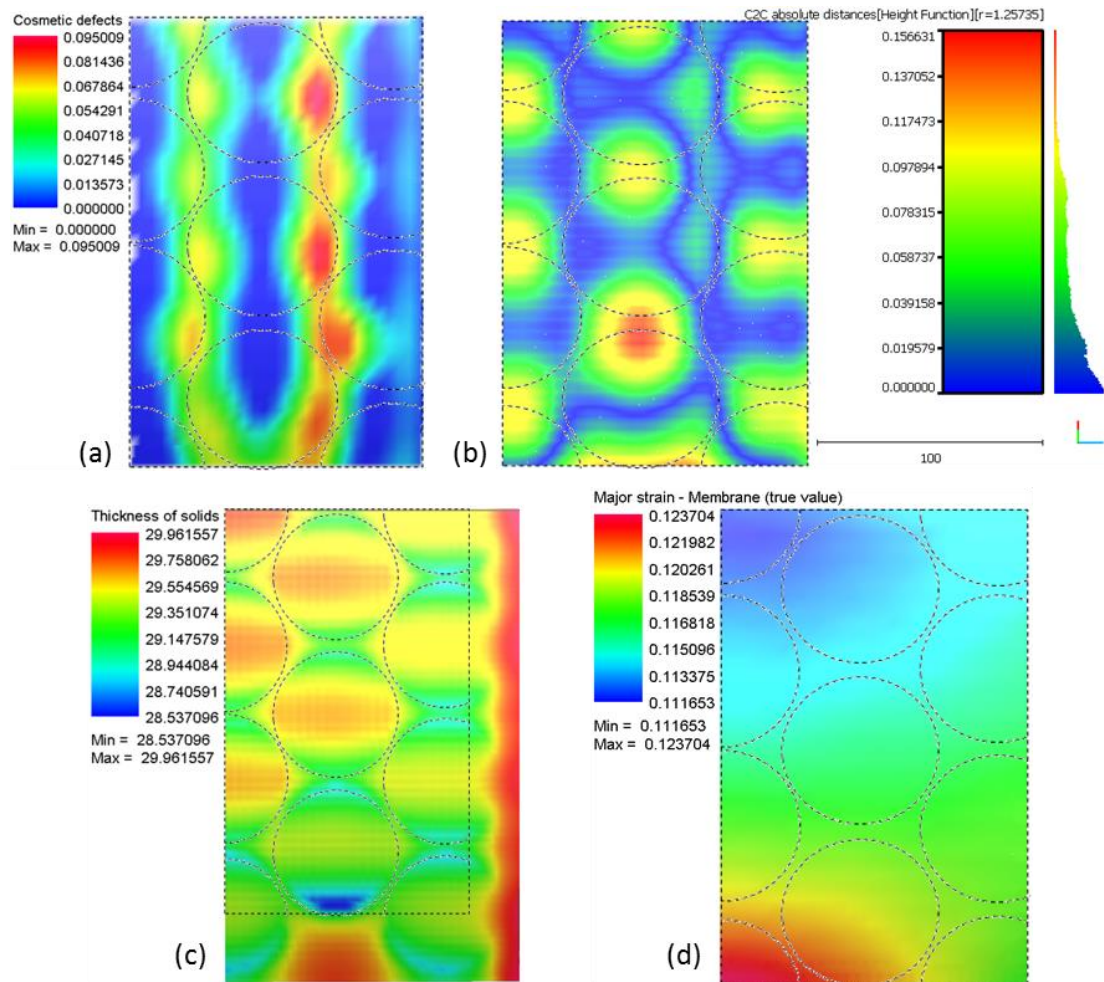 Cosmetic defects
0.095009
0.081436
0.067864
0.054291
0.040718
0.027145
0.013573
0.000000
Min = 0.000000
Max = 0.095009
(a)
(b)
C2C absolute distances[Height Function][r=1.25735]
0.156631
0.137052
0.117473
0.097894
0.078315
0.058737
0.039158
0.019579
0.000000
100
Thickness of solids
29.961557
29.758062
29.554569
29.351074
29.147579
28.944084
28.740591
28.537096
Min = 28.537096
Max = 29.961557
(c)
Major strain - Membrane (true value)
0.123704
0.121982
0.120261
0.118539
0.116818
0.115096
0.113375
0.111653
Min = 0.111653
Max = 0.123704
(d)